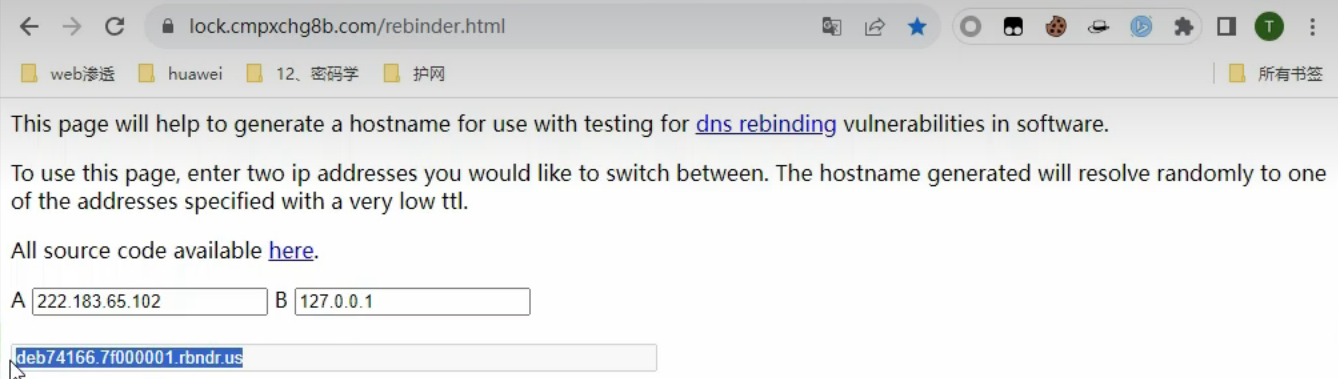 lock.cmpxchg8b.com/rebinder.html
T
web渗透 huawei 12、密码学 护网 所有书签
This page will help to generate a hostname for use with testing for dns rebinding vulnerabilities in software.
To use this page, enter two ip addresses you would like to switch between. The hostname generated will resolve randomly to one
of the addresses specified with a very low ttl.
All source code available here.
A 222.183.65.102 B 127.0.0.1
deb74166.7f000001.rbndr.us